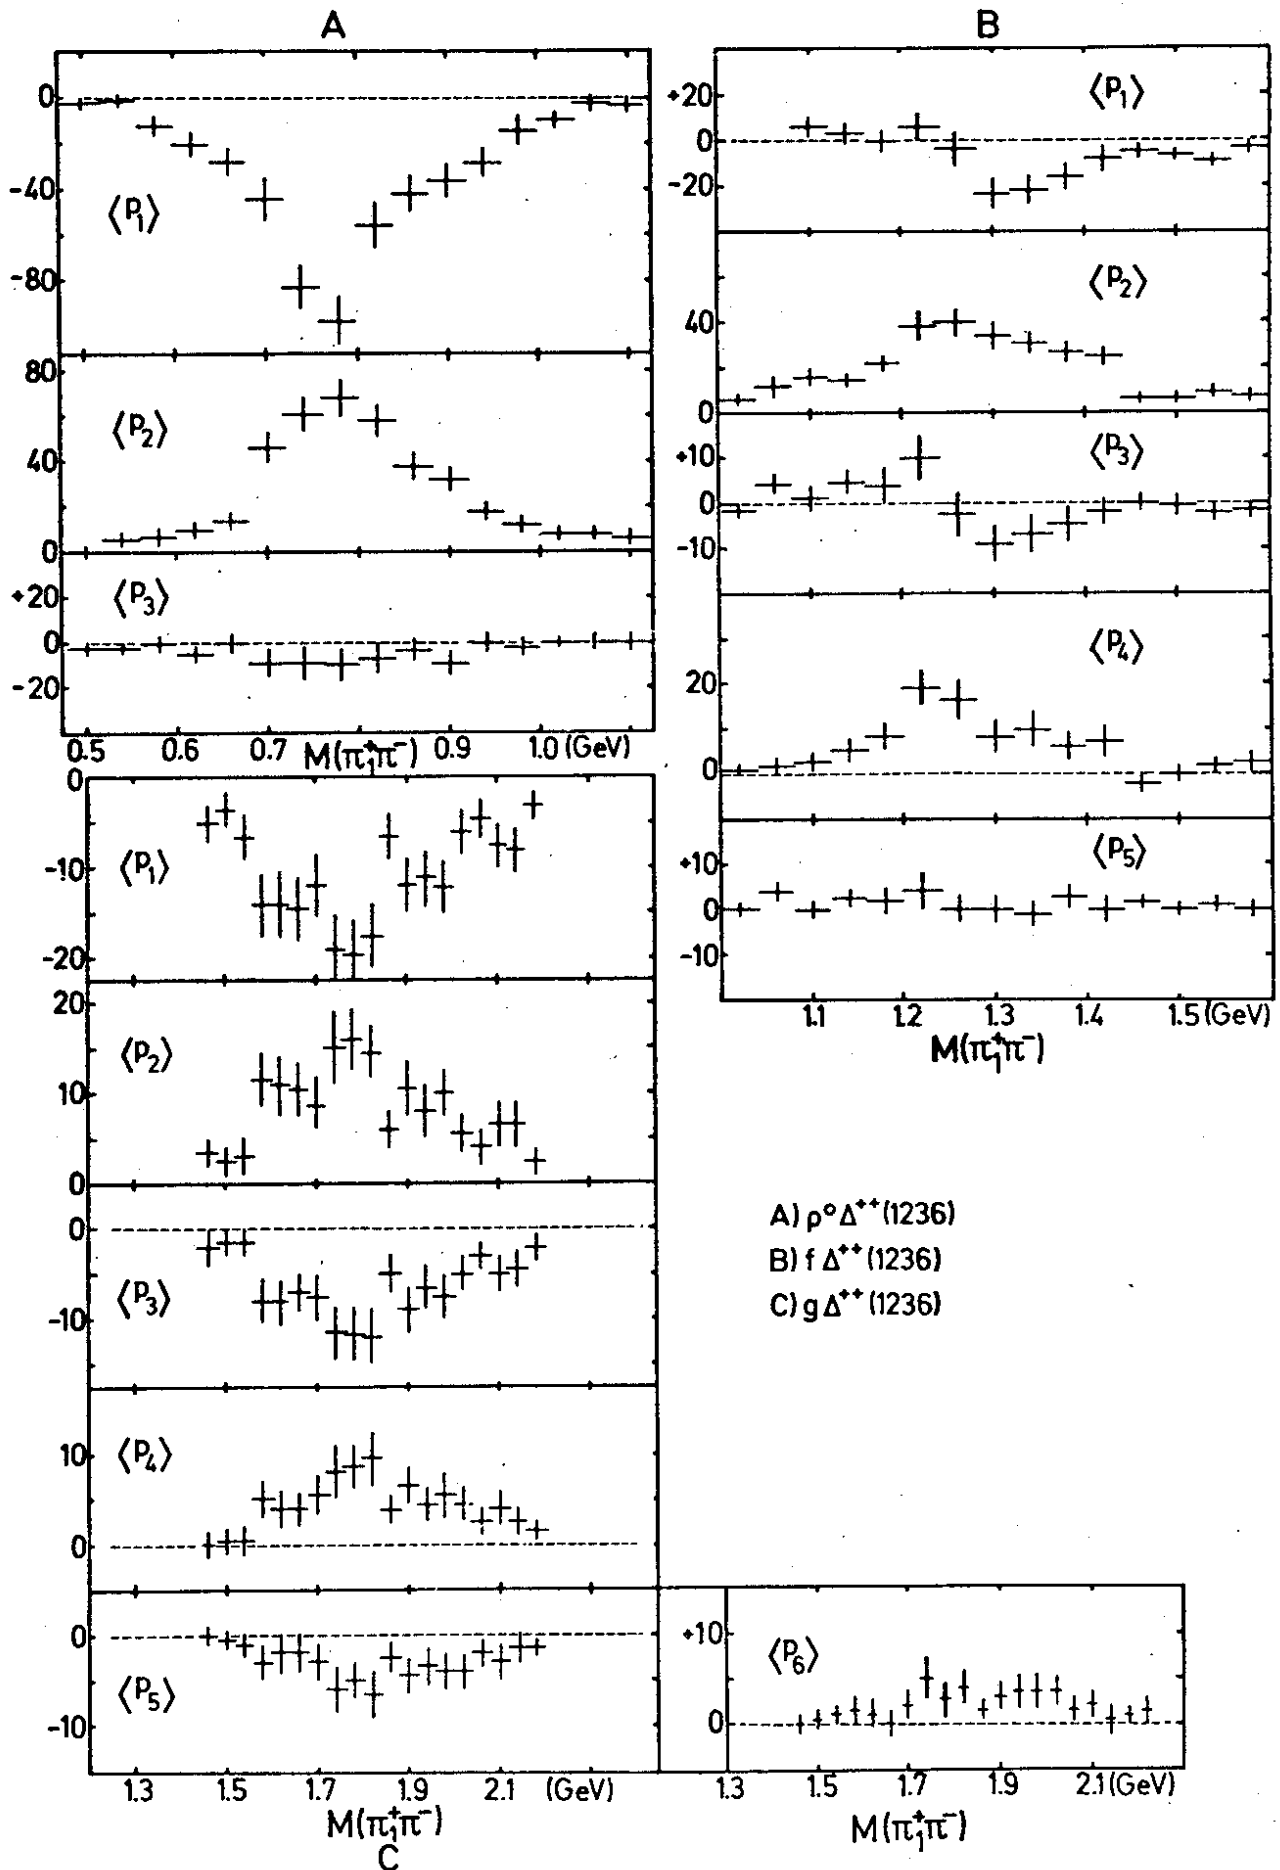 A
0
-40
-80
⟨P₁⟩
80
40
0
⟨P₂⟩
+20
0
-20
⟨P₃⟩
0.5 0.6 0.7 0.9 1.0 (GeV)
M(π₁⁺π⁻)
B
+20
0
-20
⟨P₁⟩
40
0
⟨P₂⟩
+10
0
-10
⟨P₃⟩
20
0
⟨P₄⟩
+10
0
-10
⟨P₅⟩
1.1 1.2 1.3 1.4 1.5 (GeV)
M(π₁⁺π⁻)
0
-10
-20
⟨P₁⟩
20
10
0
⟨P₂⟩
0
-10
⟨P₃⟩
10
0
⟨P₄⟩
0
-10
⟨P₅⟩
1.3 1.5 1.7 1.9 2.1 (GeV)
M(π₁⁺π⁻)
C
A) ρ⁰ Δ⁺⁺(1236)
B) f Δ⁺⁺(1236)
C) g Δ⁺⁺(1236)
+10
0
⟨P₆⟩
1.3 1.5 1.7 1.9 2.1 (GeV)
M(π₁⁺π⁻)